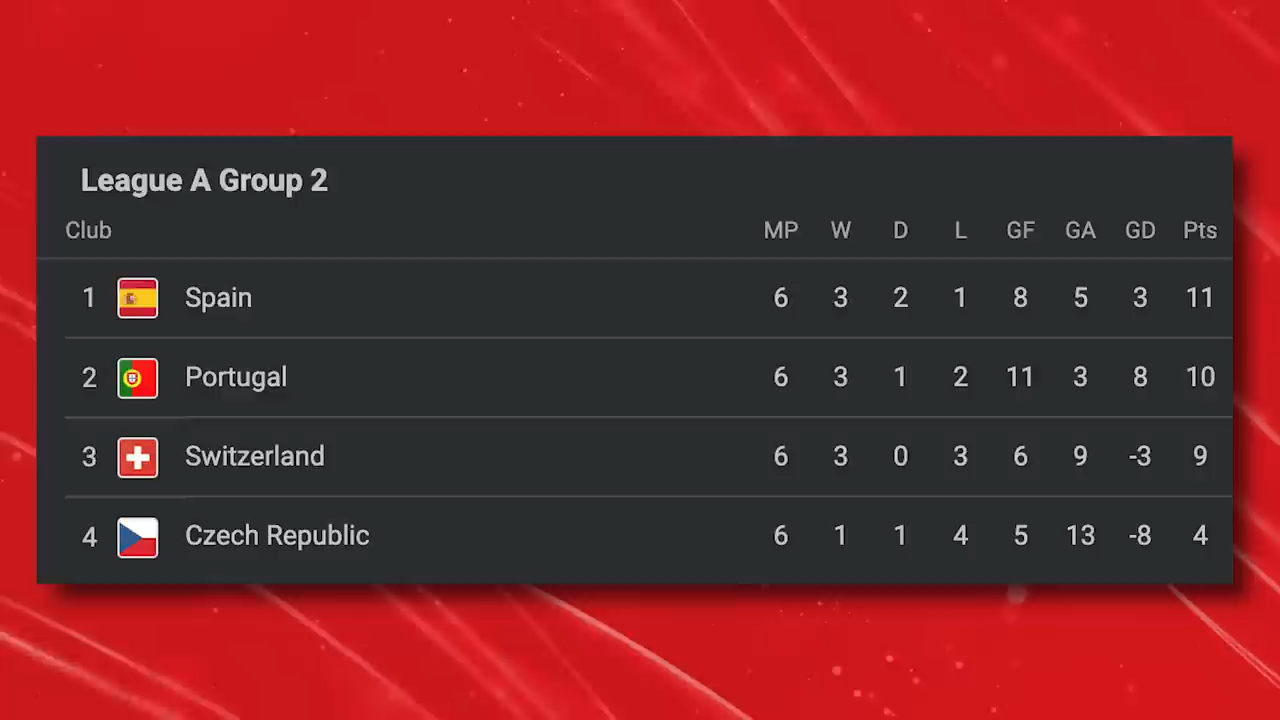 League A Group 2
Club MP W D L GF GA GD Pts
1 Spain 6 3 2 1 8 5 3 11
2 Portugal 6 3 1 2 11 3 8 10
3 Switzerland 6 3 0 3 6 9 -3 9
4 Czech Republic 6 1 1 4 5 13 -8 4